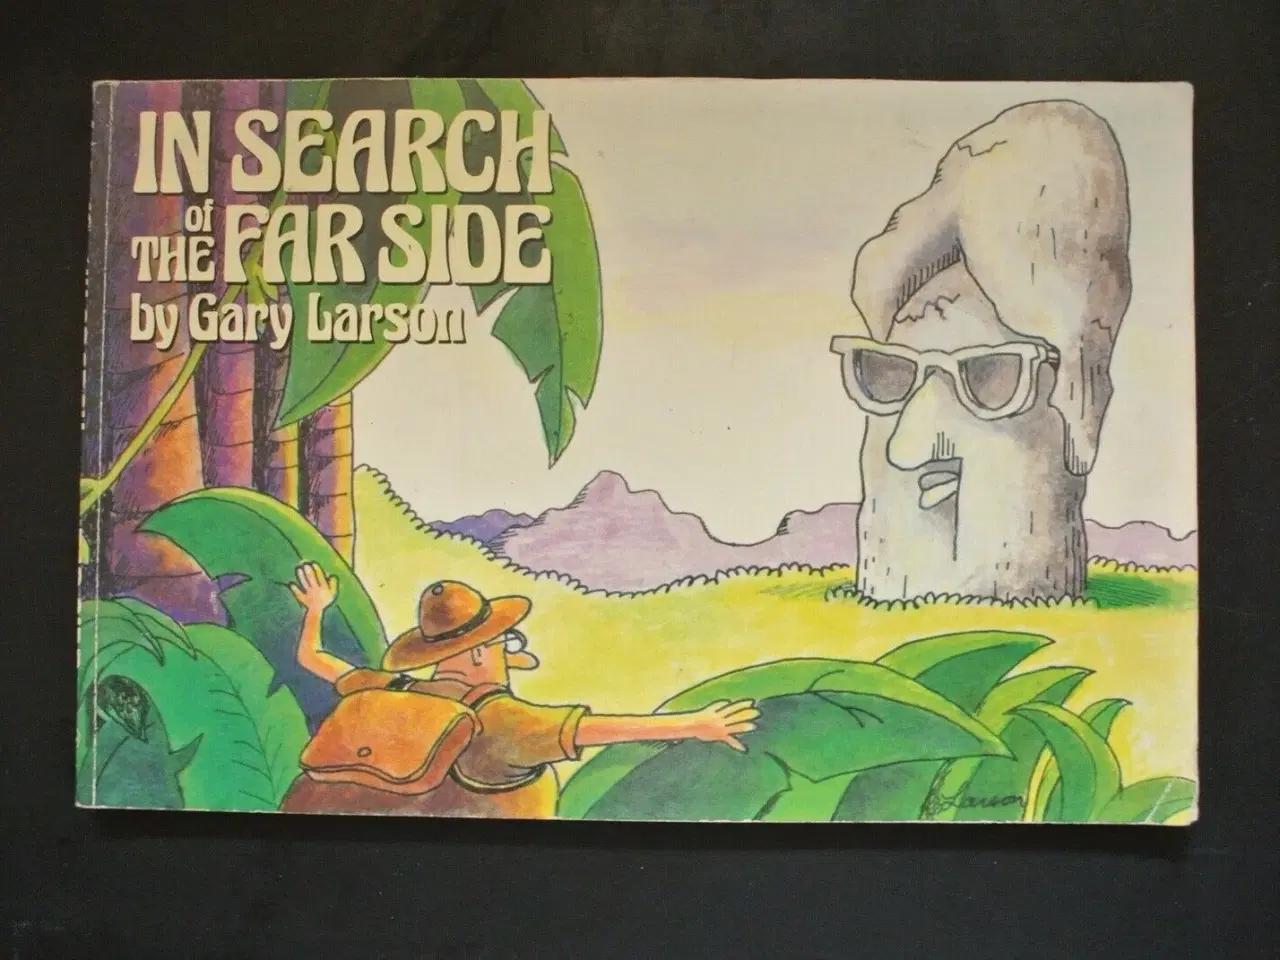 IN SEARCH
of
THE FAR SIDE
by Gary Larson
Larson